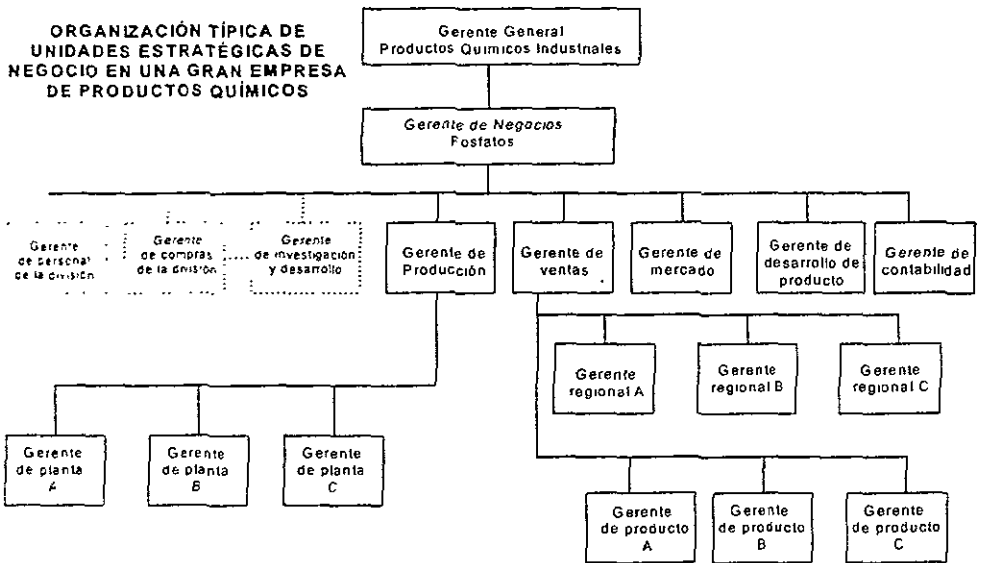 ORGANIZACIÓN TÍPICA DE
UNIDADES ESTRATÉGICAS DE
NEGOCIO EN UNA GRAN EMPRESA
DE PRODUCTOS QUÍMICOS
Gerente General
Productos Químicos Industriales
Gerente de Negocios
Fosfatos
Gerente
de personal
de la división
Gerente
de compras
de la división
Gerente
de investigación
y desarrollo
Gerente de
Producción
Gerente de
ventas
Gerente de
mercado
Gerente de
desarrollo de
producto
Gerente de
contabilidad
Gerente
regional A
Gerente
regional B
Gerente
regional C
Gerente
de planta
A
Gerente
de planta
B
Gerente
de planta
C
Gerente
de producto
A
Gerente
de producto
B
Gerente
de producto
C